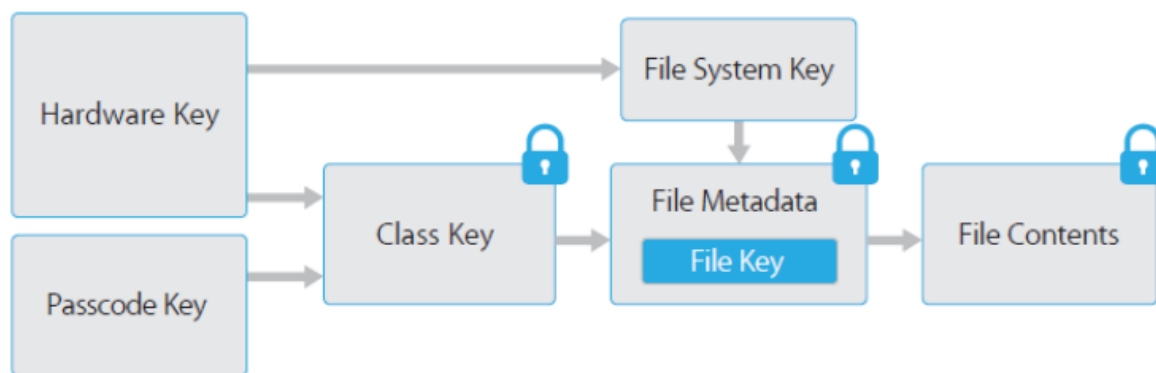 Hardware Key
File System Key
File Metadata
Class Key
File Key
File Contents
Passcode Key